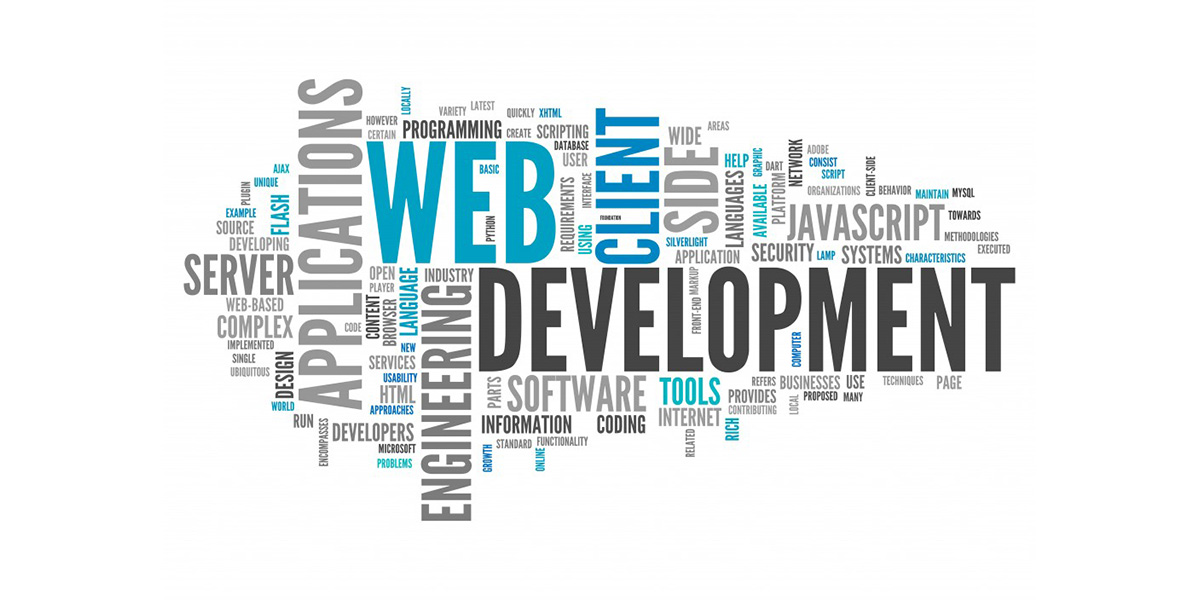 LOCALLY
VARIETY
LATEST
QUICKLY
XHTML
HOWEVER
CERTAIN
PROGRAMMING
CREATE
SCRIPTING
DATABASE
USER
WEB
BASIC
PYTHON
REQUIREMENTS
INTERFACE
USING
FOUNDATION
CLIENT
SIDE
WIDE
AREAS
HELP
LANGUAGES
GRAPHIC
AVAILABLE
DART
PLATFORM
NETWORK
ADOBE
CONSIST
SCRIPT
ORGANIZATIONS
CLIENT-SIDE
BEHAVIOR
MAINTAIN
MYSQL
JAVASCRIPT
TOWARDS
METHODOLOGIES
EXECUTED
SILVERLIGHT
APPLICATION
SECURITY
LAMP
SYSTEMS
CHARACTERISTICS
AJAX
UNIQUE
PLUGIN
FLASH
EXAMPLE
SOURCE
DEVELOPING
SERVER
APPLICATIONS
WEB-BASED
COMPLEX
IMPLEMENTED
SINGLE
UBIQUITOUS
DESIGN
WORLD
RUN
ENCOMPASSES
OPEN
PLAYER
LANGUAGE
INDUSTRY
CODE
CONTENT
BROWSER
NEW
SERVICES
USABILITY
HTML
APPROACHES
DEVELOPERS
MICROSOFT
PROBLEMS
ENGINEERING
DEVELOPMENT
FRONT-END
MARKUP
COMPUTER
PARTS
SOFTWARE
TOOLS
INFORMATION
CODING
INTERNET
GROWTH
STANDARD
FUNCTIONALITY
ONLINE
RELATED
REFERS
PROVIDES
CONTRIBUTING
RICH
BUSINESSES
USE
LOCAL
PROPOSED
MANY
TECHNIQUES
PAGE